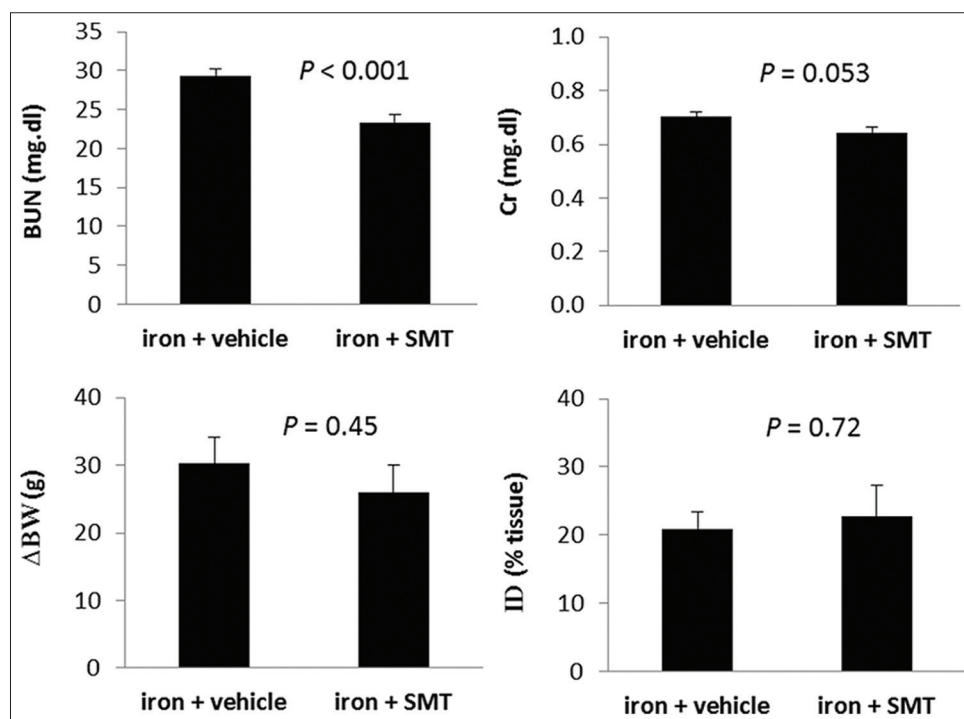 BUN (mg.dl)
35
30
25
20
15
10
5
0
P < 0.001
iron + vehicle
iron + SMT
Cr (mg.dl)
1.0
0.8
0.6
0.4
0.2
0.0
P = 0.053
iron + vehicle
iron + SMT
ΔBW (g)
40
30
20
10
0
P = 0.45
iron + vehicle
iron + SMT
ID (% tissue)
40
30
20
10
0
P = 0.72
iron + vehicle
iron + SMT